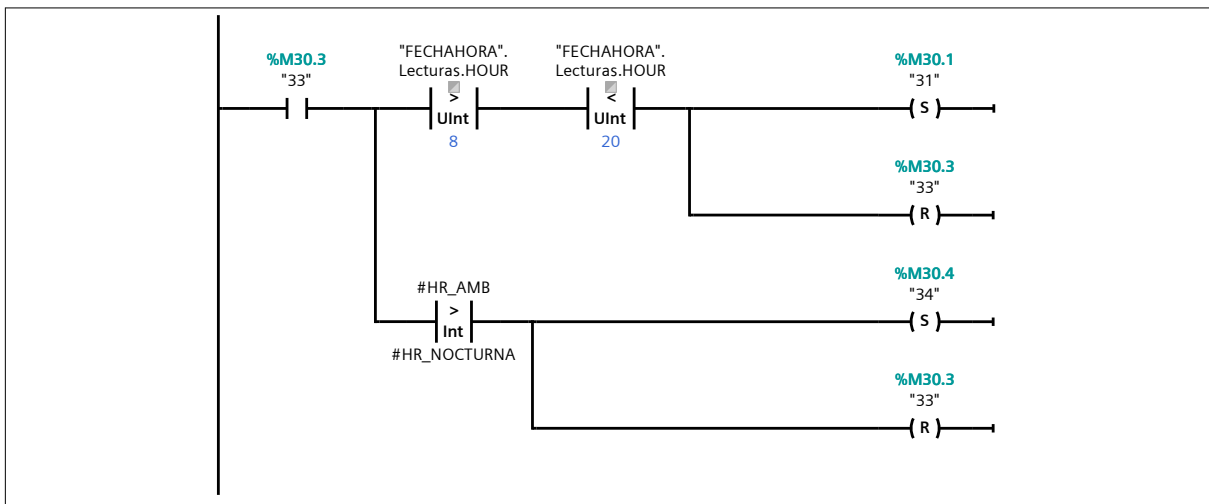 "FECHAHORA". "FECHAHORA".
%M30.3 Lecturas.HOUR Lecturas.HOUR %M30.1
"33" "31"
> <
UInt UInt S
8 20
%M30.3
"33"
R
%M30.4
#HR_AMB "34"
>
Int S
#HR_NOCTURNA
%M30.3
"33"
R